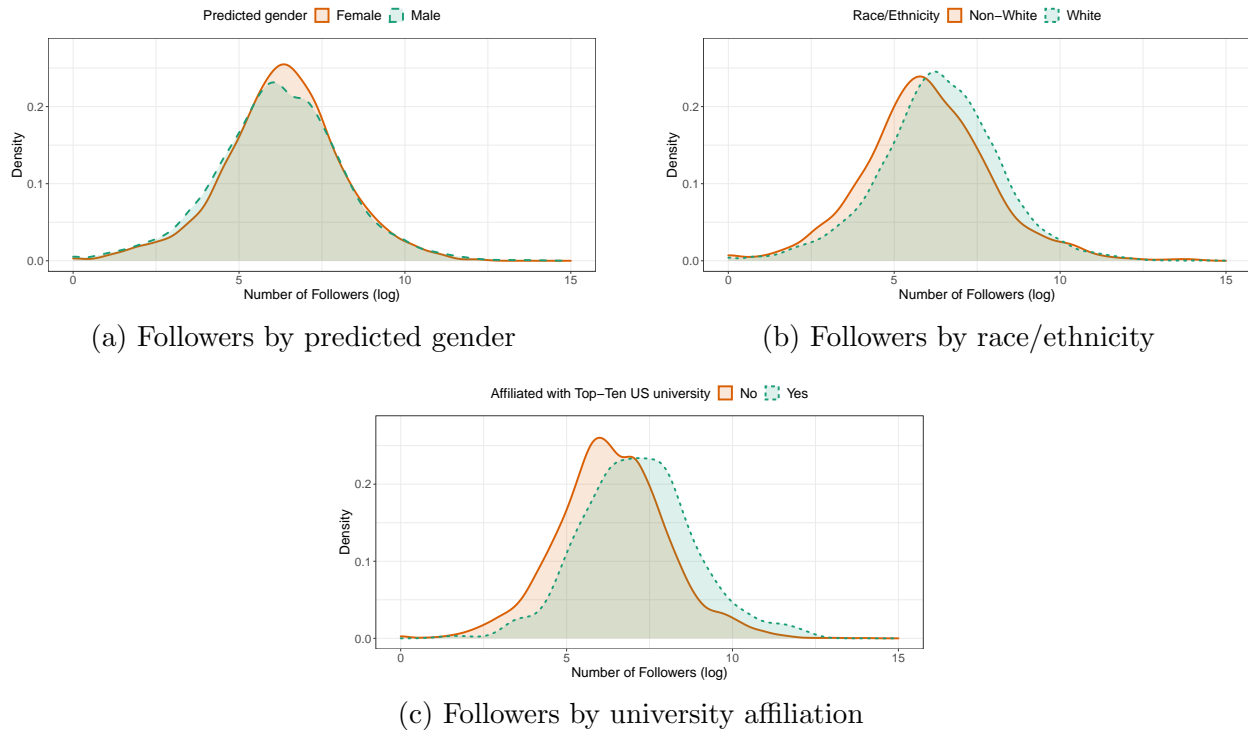 Predicted gender Female Male
0.2
0.1
0.0
Density
0 5 10 15
Number of Followers (log)
(a) Followers by predicted gender
Race/Ethnicity Non−White White
0.2
0.1
0.0
Density
0 5 10 15
Number of Followers (log)
(b) Followers by race/ethnicity
Affiliated with Top−Ten US university No Yes
0.2
0.1
0.0
Density
0 5 10 15
Number of Followers (log)
(c) Followers by university affiliation